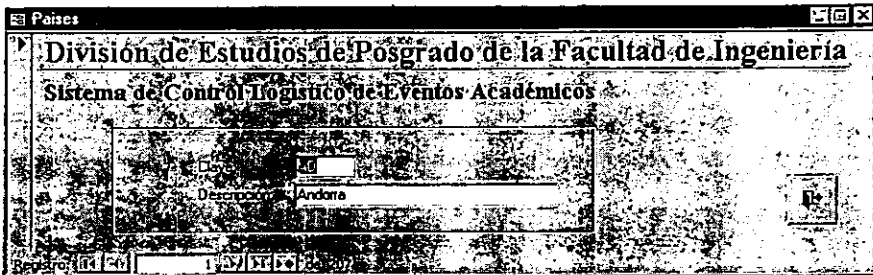 Paises
División de Estudios de Posgrado de la Facultad de Ingeniería
Sistema de Control Logístico de Eventos Académicos
Descripción Andorra
Registro: 1 de